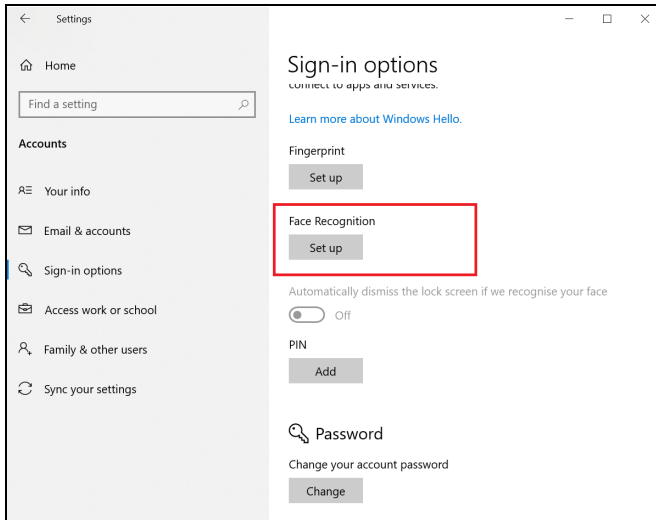 Settings
Home
Find a setting
Accounts
Your info
Email & accounts
Sign-in options
Access work or school
Family & other users
Sync your settings
Sign-in options
connect to apps and services.
Learn more about Windows Hello.
Fingerprint
Set up
Face Recognition
Set up
Automatically dismiss the lock screen if we recognise your face
Off
PIN
Add
Password
Change your account password
Change